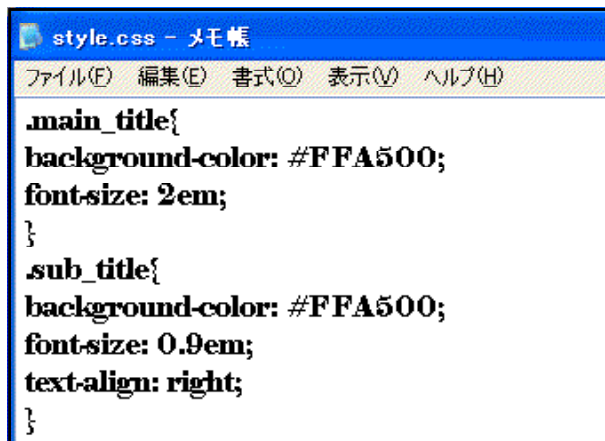 style.css - メモ帳
ファイル(F) 編集(E) 書式(O) 表示(V) ヘルプ(H)
.main_title{
background-color: #FFA500;
font-size: 2em;
}
.sub_title{
background-color: #FFA500;
font-size: 0.9em;
text-align: right;
}